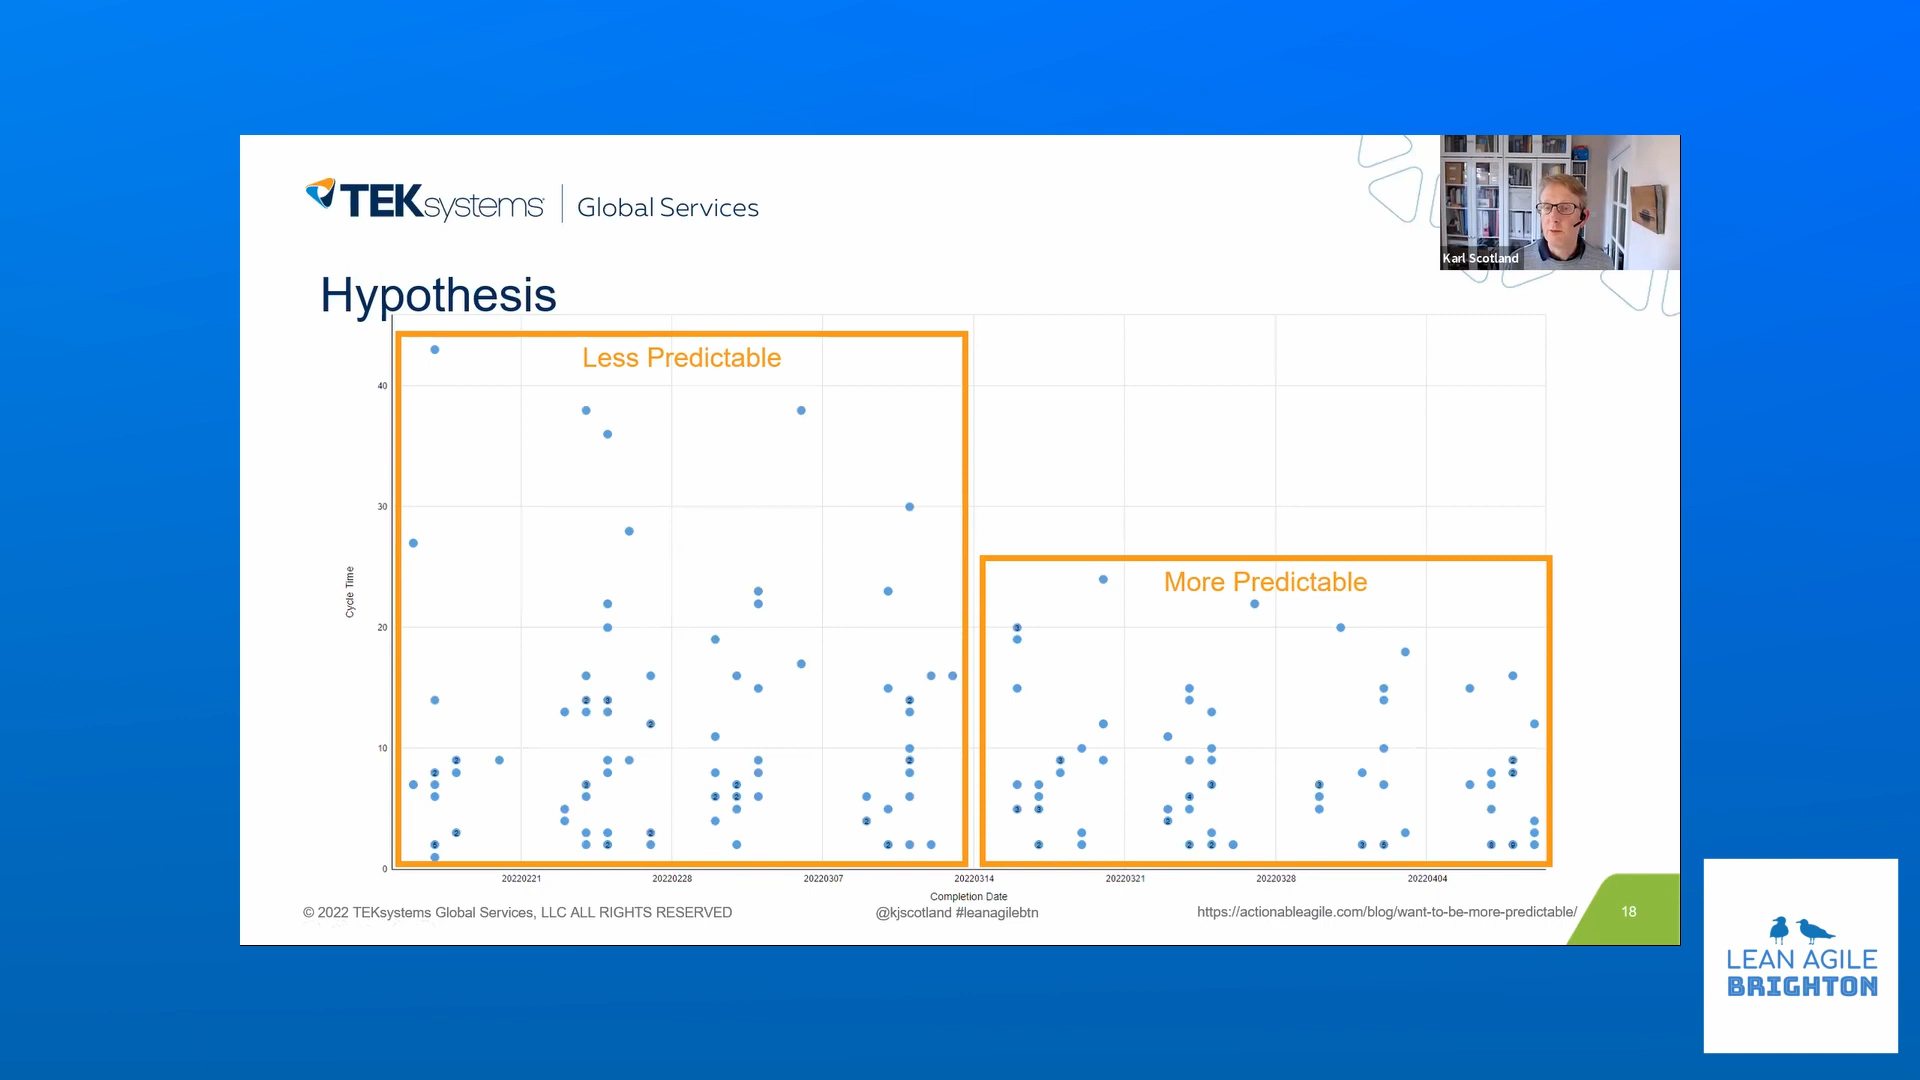 TEKsystems | Global Services
Karl Scotland
Hypothesis
Less Predictable
More Predictable
40
30
20
10
0
Cycle Time
20220221
20220228
20220307
20220314
20220321
20220328
20220404
Completion Date
© 2022 TEKsystems Global Services, LLC ALL RIGHTS RESERVED
@kjscotland #leanagilebtn
https://actionableagile.com/blog/want-to-be-more-predictable/
18
LEAN AGILE
BRIGHTON